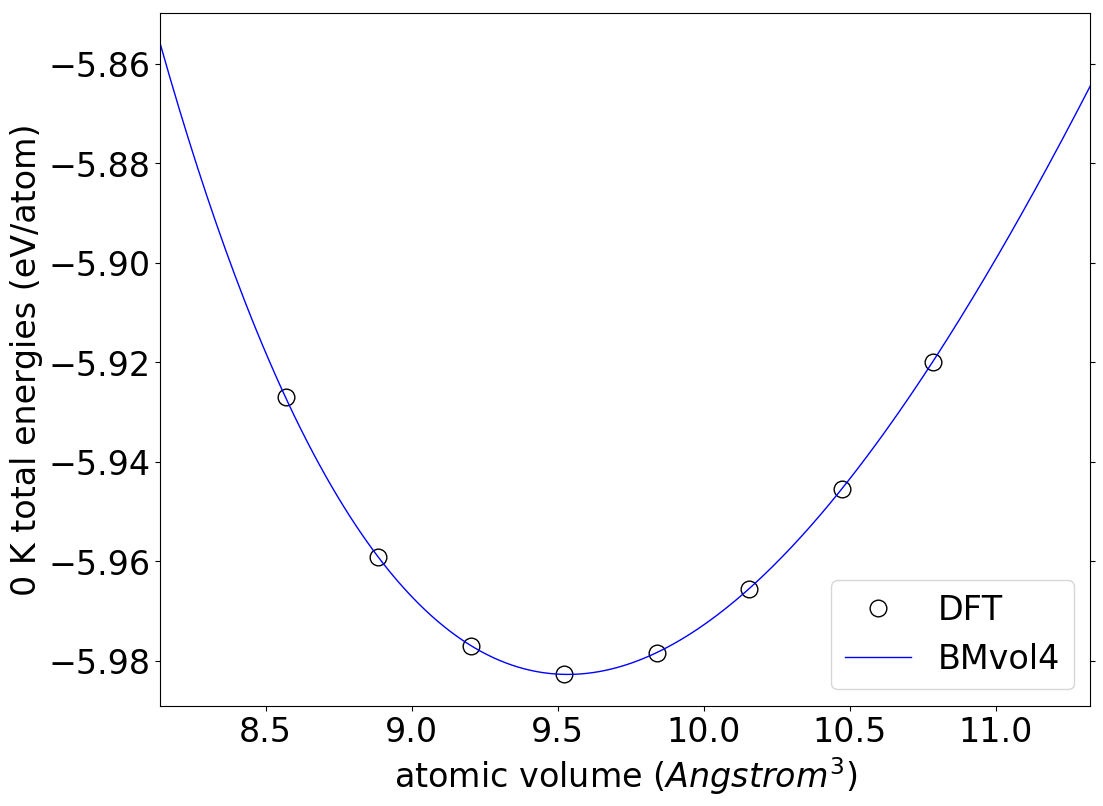 0 K total energies (eV/atom)
−5.86
−5.88
−5.90
−5.92
−5.94
−5.96
−5.98
DFT
BMvol4
8.5 9.0 9.5 10.0 10.5 11.0
atomic volume (Angstrom³)